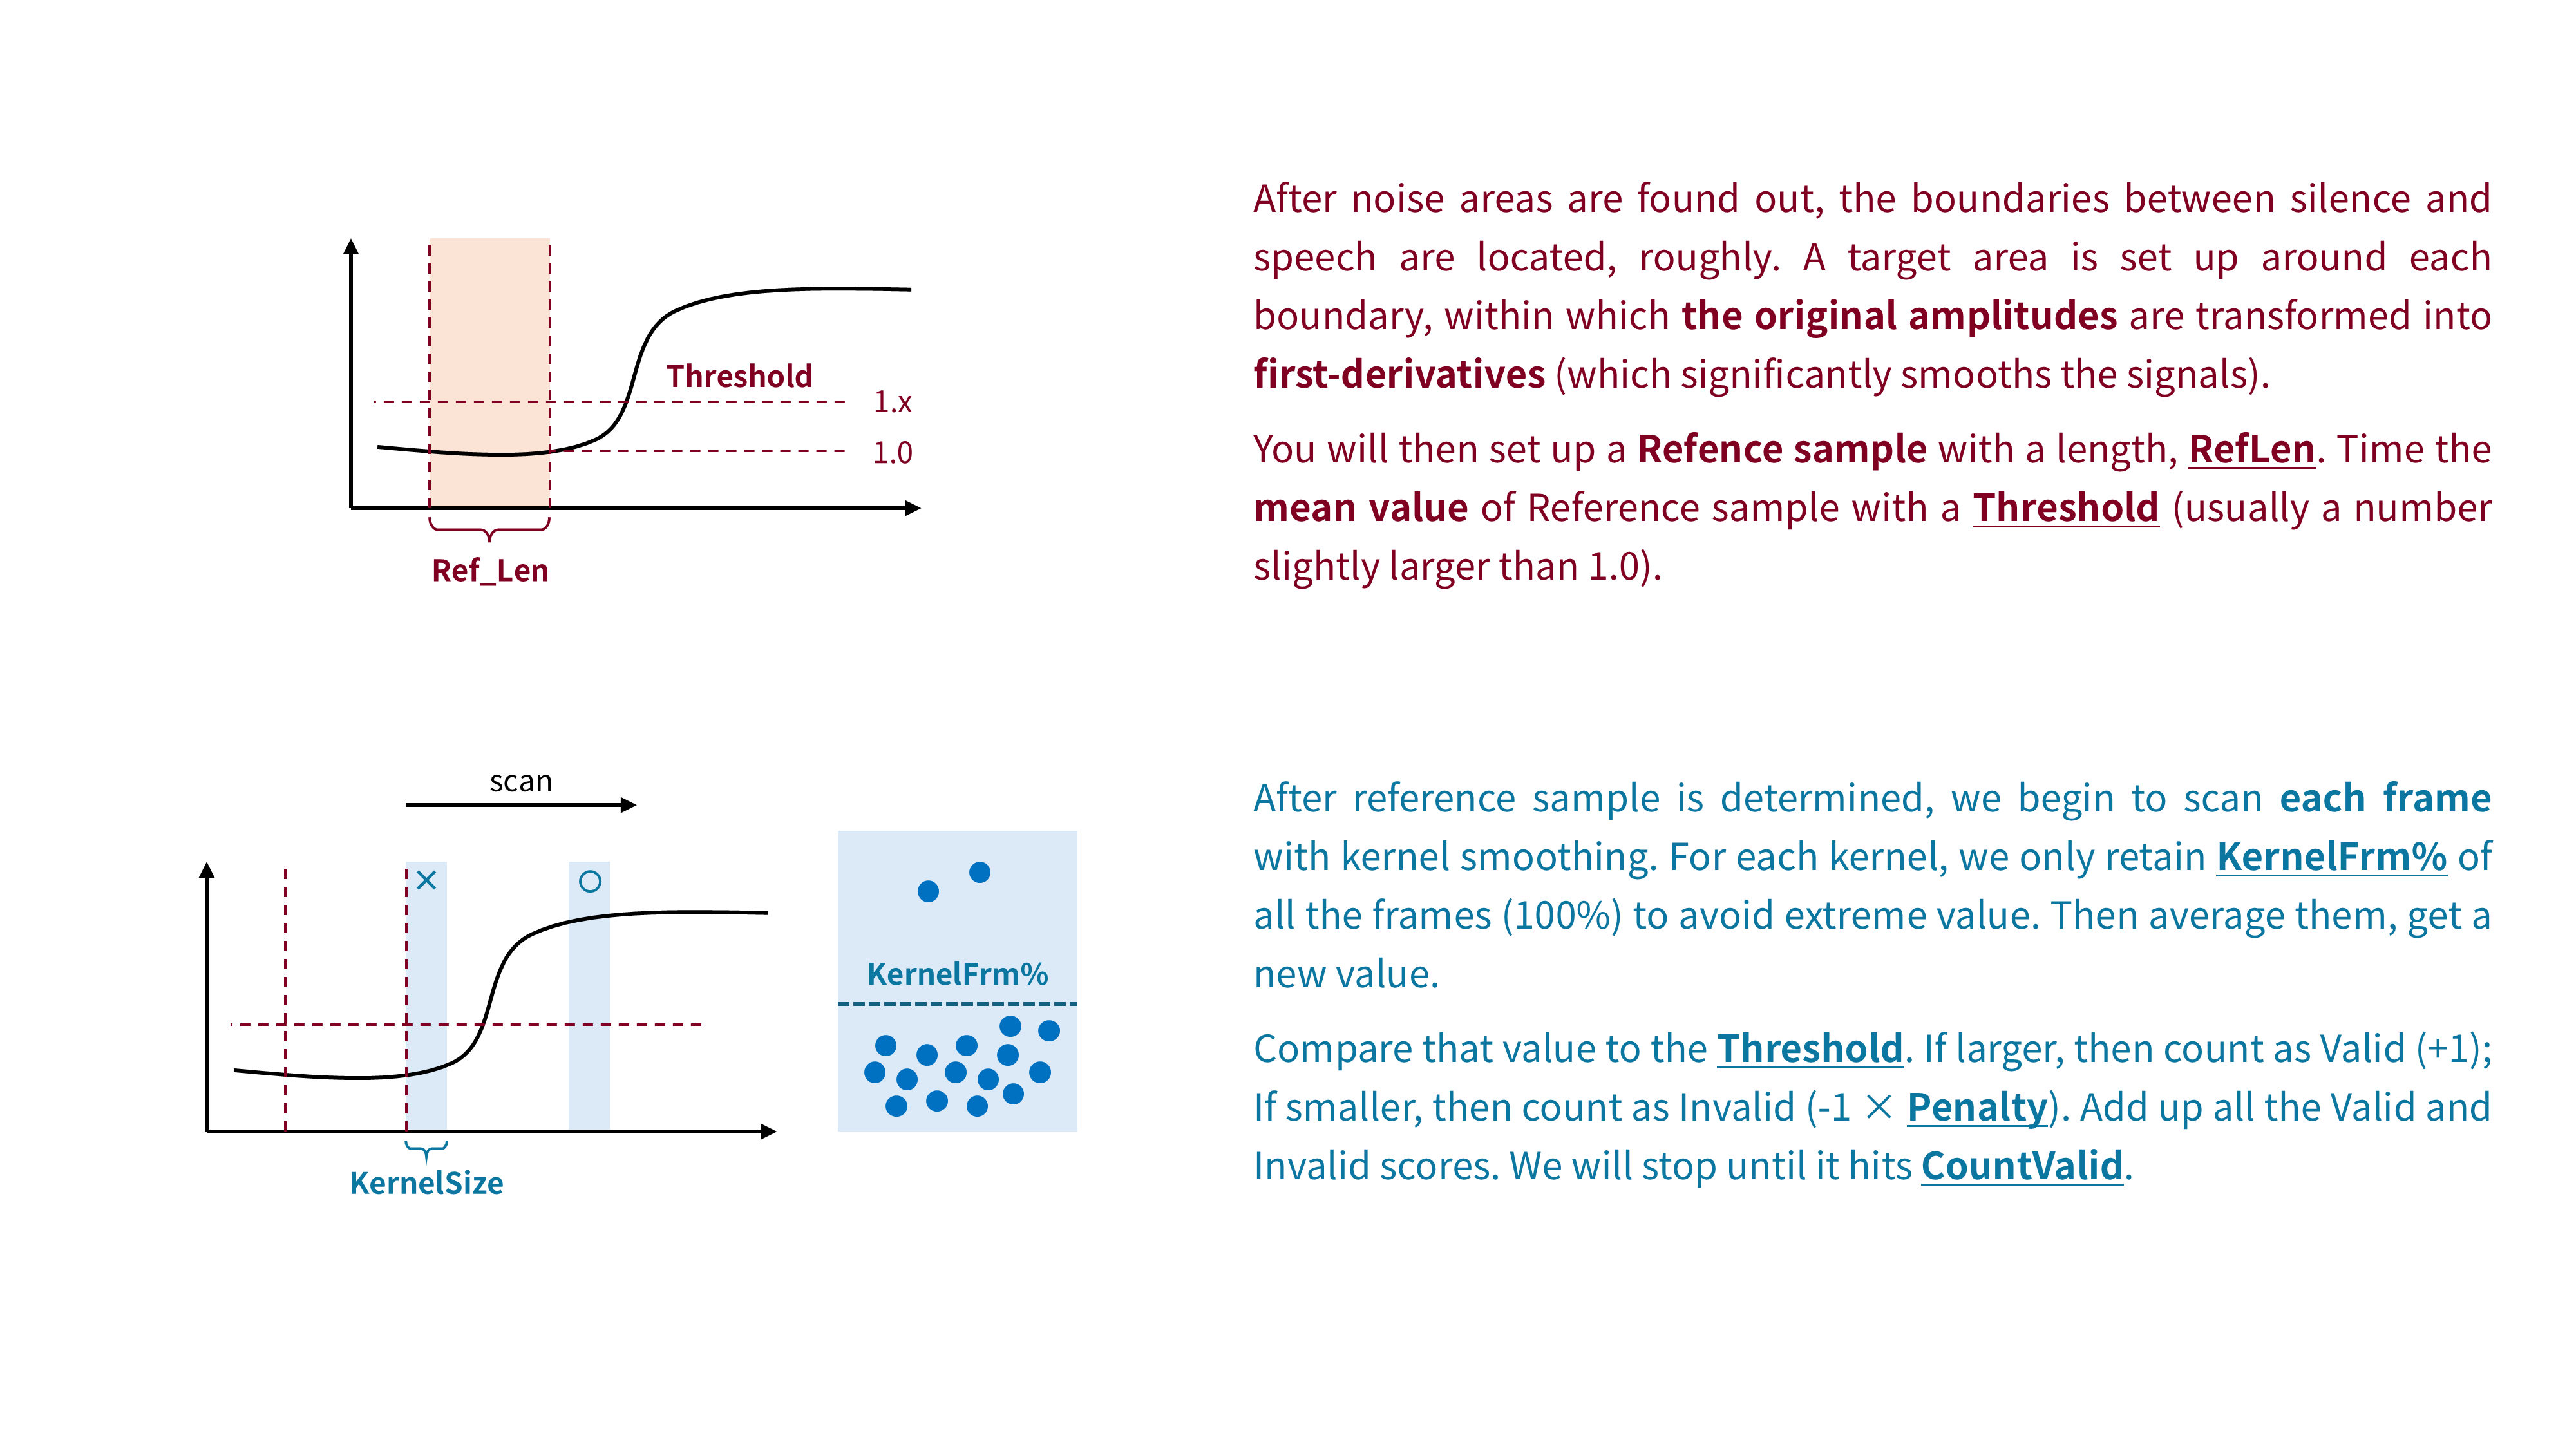 Threshold
1.x
1.0
Ref_Len
After noise areas are found out, the boundaries between silence and
speech are located, roughly. A target area is set up around each
boundary, within which the original amplitudes are transformed into
first-derivatives (which significantly smooths the signals).
You will then set up a Refence sample with a length, RefLen. Time the
mean value of Reference sample with a Threshold (usually a number
slightly larger than 1.0).
scan
KernelFrm%
KernelSize
After reference sample is determined, we begin to scan each frame
with kernel smoothing. For each kernel, we only retain KernelFrm% of
all the frames (100%) to avoid extreme value. Then average them, get a
new value.
Compare that value to the Threshold. If larger, then count as Valid (+1);
If smaller, then count as Invalid (-1 × Penalty). Add up all the Valid and
Invalid scores. We will stop until it hits CountValid.